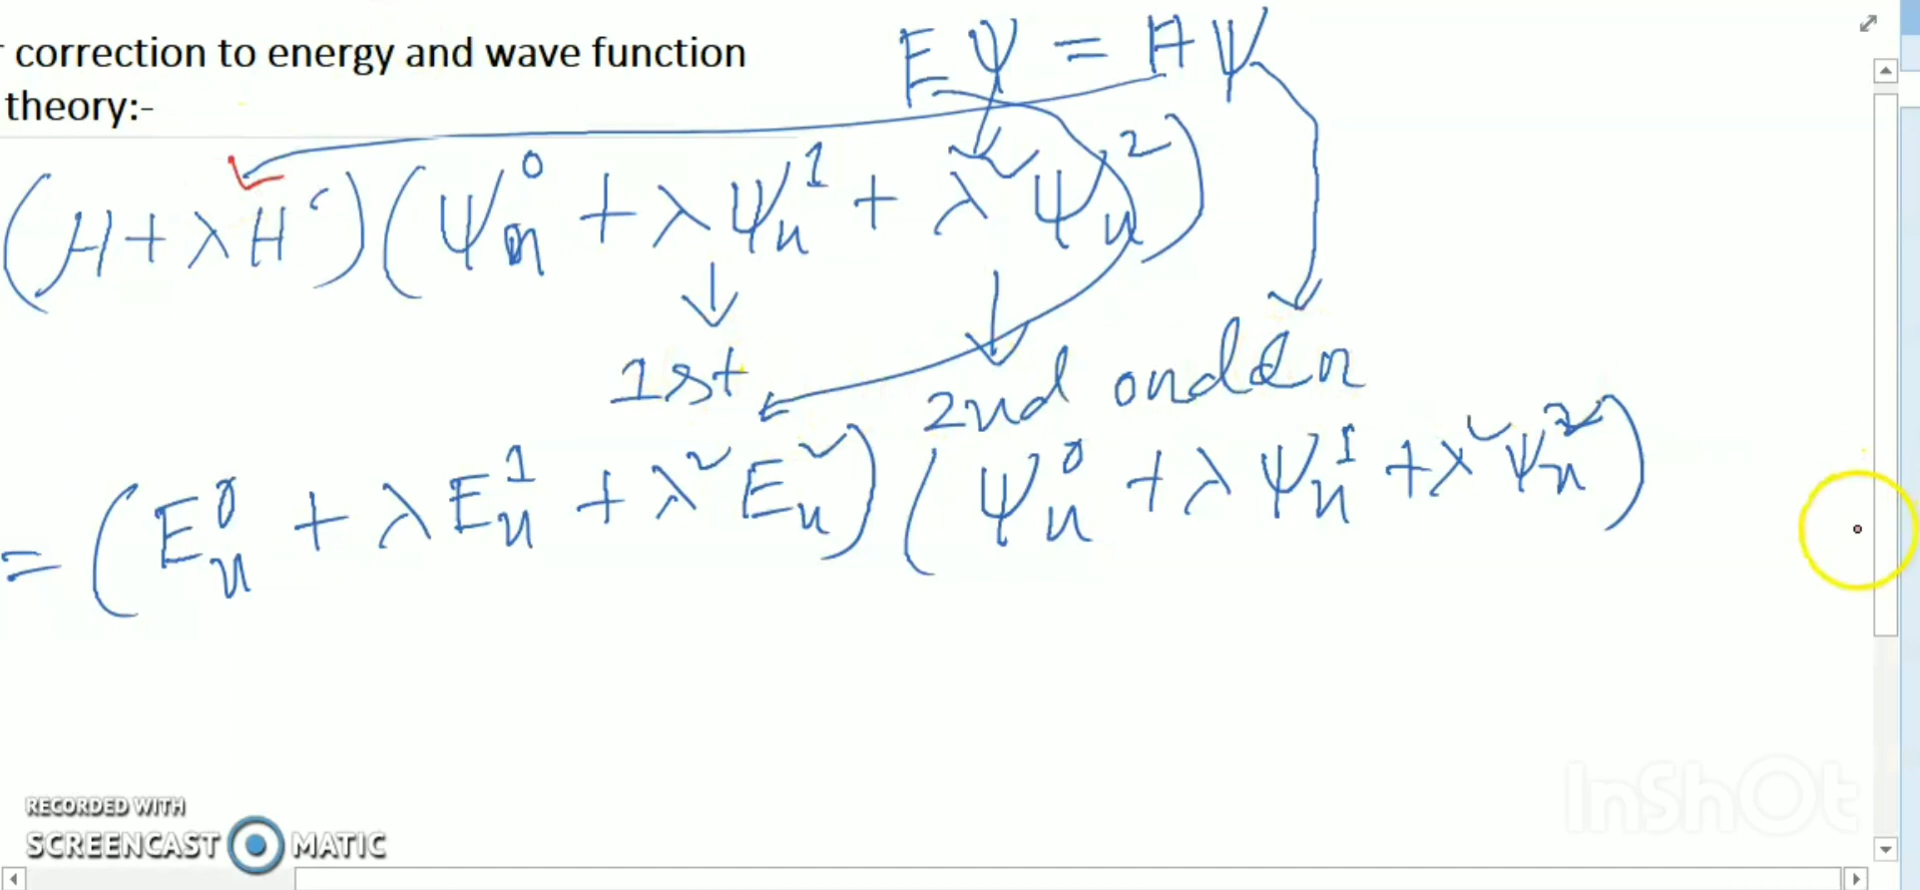 correction to energy and wave function
theory:-
Eψ = Hψ
(H + λH′)(ψₙ⁰ + λψₙ¹ + λ²ψₙ²)
1st 2nd ordder
= (Eₙ⁰ + λEₙ¹ + λ²Eₙ²)(ψₙ⁰ + λψₙ¹ + λ²ψₙ²)
InShOt
RECORDED WITH
SCREENCAST MATIC